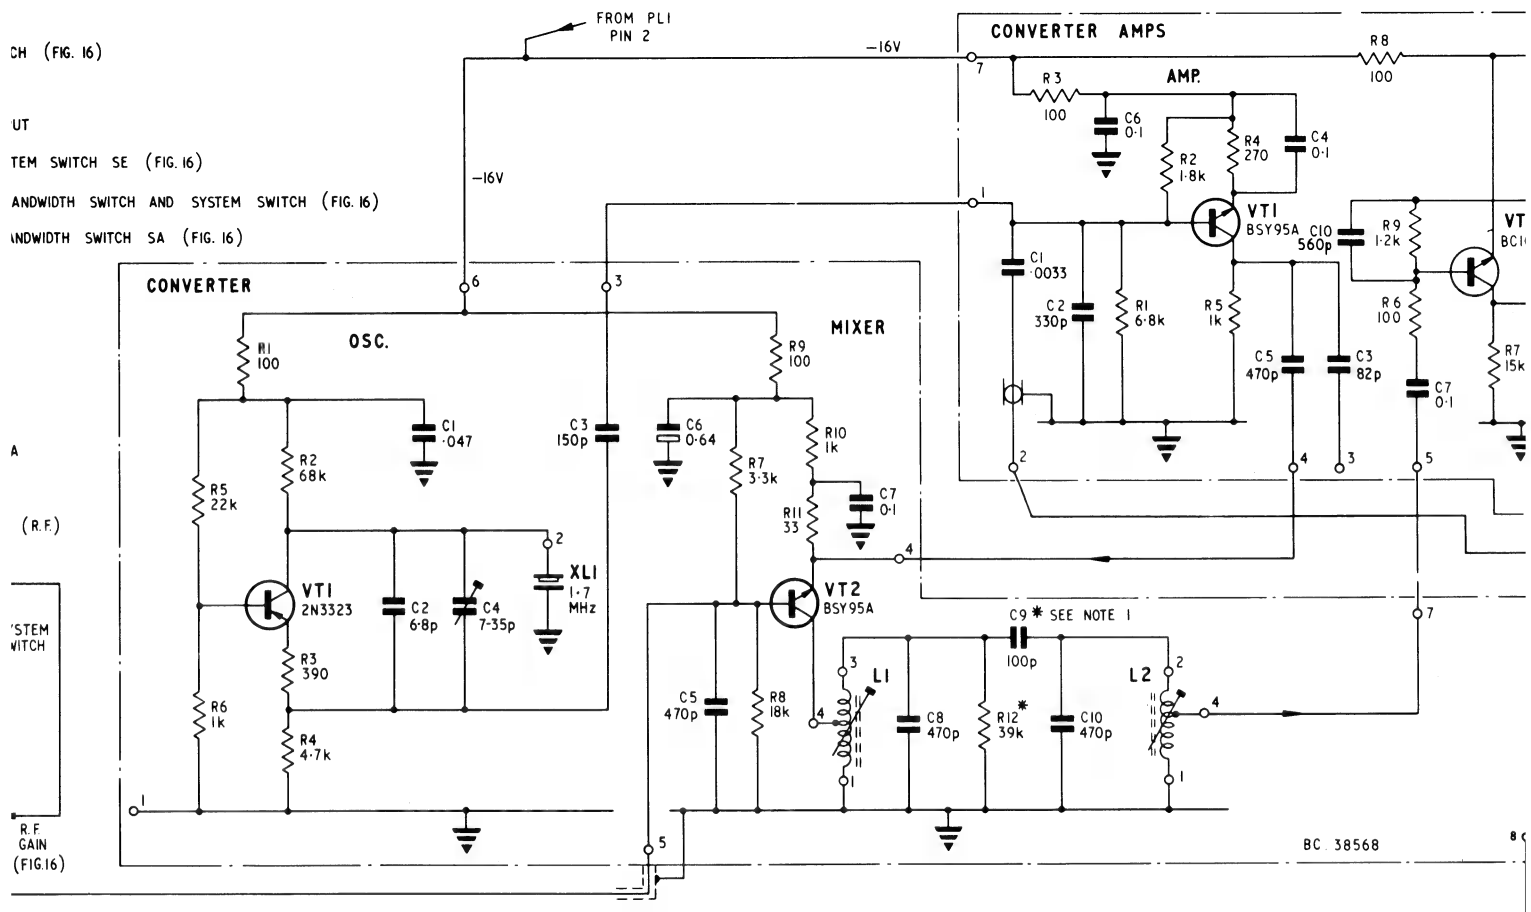 FROM PL1
PIN 2
CH (FIG. 16)
UT
TEM SWITCH SE (FIG. 16)
ANDWIDTH SWITCH AND SYSTEM SWITCH (FIG. 16)
NDWIDTH SWITCH SA (FIG. 16)
-16V
-16V
CONVERTER AMPS
7
R3
100
AMP.
R8
100
C6
0·1
R2
1·8k
R4
270
C4
0·1
1
VT1
BSY95A
C10
560p
R9
1·2k
VT
C1
·0033
C2
330p
R1
6·8k
R5
1k
C5
470p
C3
82p
R6
100
C7
0·1
R7
15k
2
4
3
5
CONVERTER
6
3
OSC.
MIXER
R1
100
R9
100
C1
·047
C3
150p
C6
0·64
R10
1k
R2
68k
R5
22k
R7
3·3k
R11
33
C7
0·1
A
(R.F.)
2
XL1
1·7
MHz
4
VT1
2N3323
C2
6·8p
C4
7-35p
VT2
BSY95A
YSTEM
WITCH
R3
390
R6
1k
R4
4·7k
C5
470p
R8
18k
4
3
L1
1
C8
470p
R12 *
39k
C9 * SEE NOTE 1
100p
C10
470p
L2
2
4
1
7
1
5
R.F.
GAIN
(FIG.16)
BC 38568
8